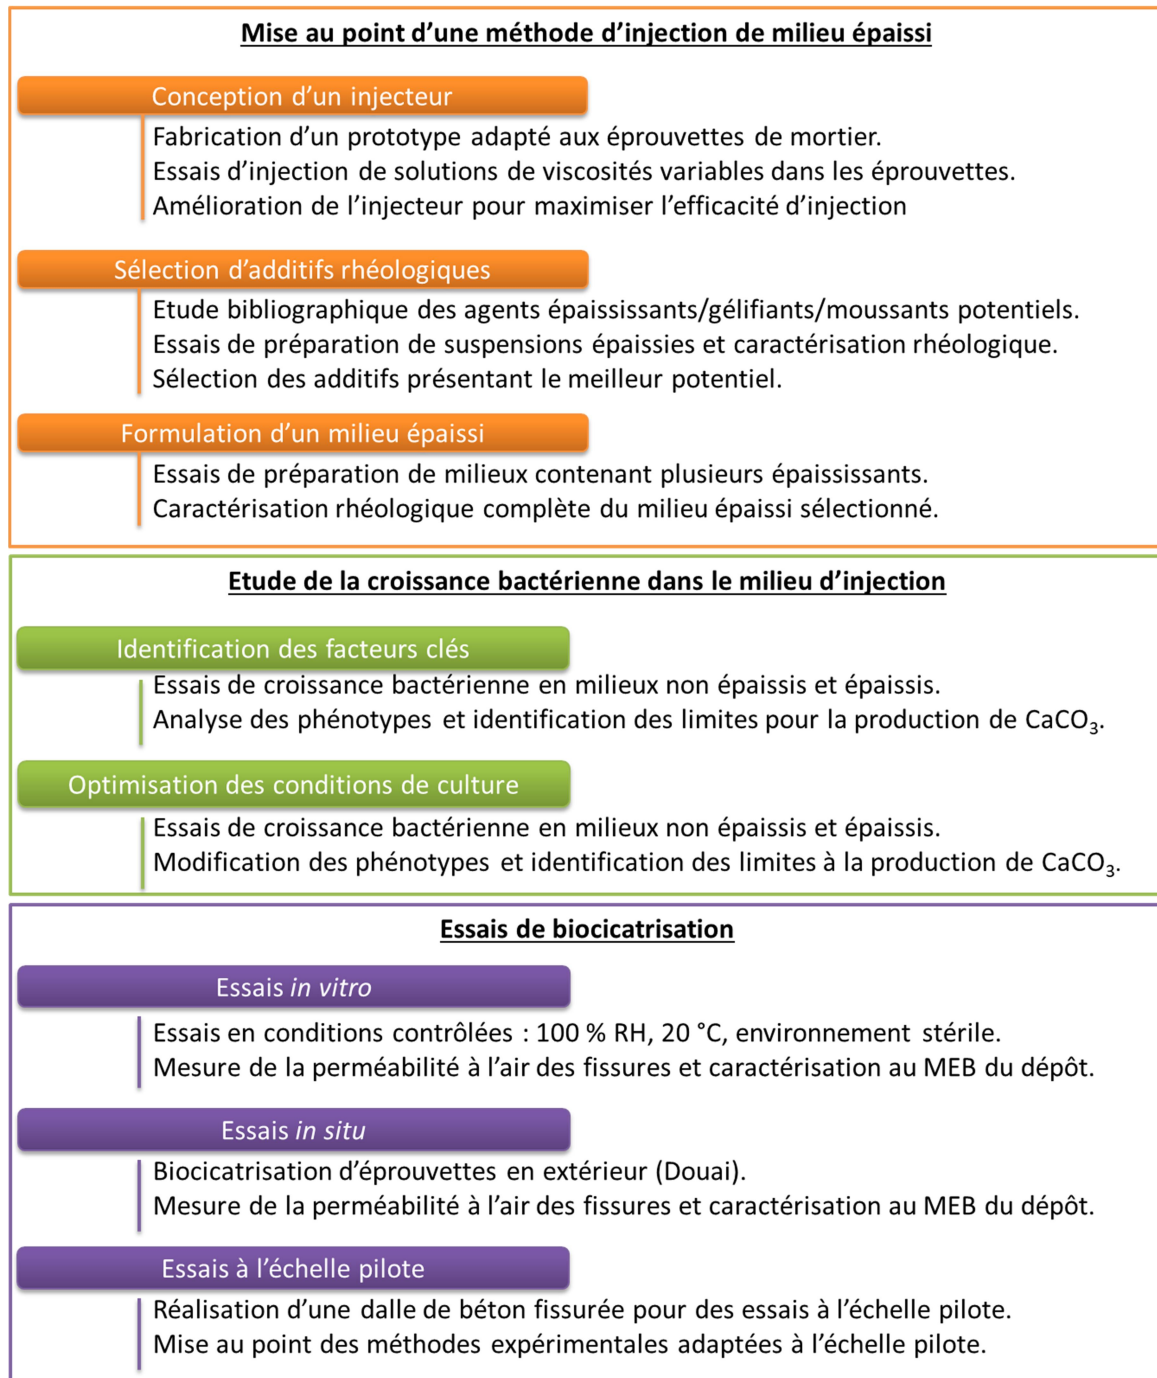 Mise au point d’une méthode d’injection de milieu épaissi
Conception d’un injecteur
Fabrication d’un prototype adapté aux éprouvettes de mortier.
Essais d’injection de solutions de viscosités variables dans les éprouvettes.
Amélioration de l’injecteur pour maximiser l’efficacité d’injection
Sélection d’additifs rhéologiques
Etude bibliographique des agents épaississants/gélifiants/moussants potentiels.
Essais de préparation de suspensions épaissies et caractérisation rhéologique.
Sélection des additifs présentant le meilleur potentiel.
Formulation d’un milieu épaissi
Essais de préparation de milieux contenant plusieurs épaississants.
Caractérisation rhéologique complète du milieu épaissi sélectionné.
Etude de la croissance bactérienne dans le milieu d’injection
Identification des facteurs clés
Essais de croissance bactérienne en milieux non épaissis et épaissis.
Analyse des phénotypes et identification des limites pour la production de CaCO₃.
Optimisation des conditions de culture
Essais de croissance bactérienne en milieux non épaissis et épaissis.
Modification des phénotypes et identification des limites à la production de CaCO₃.
Essais de biocicatrisation
Essais in vitro
Essais en conditions contrôlées : 100 % RH, 20 °C, environnement stérile.
Mesure de la perméabilité à l’air des fissures et caractérisation au MEB du dépôt.
Essais in situ
Biocicatrisation d’éprouvettes en extérieur (Douai).
Mesure de la perméabilité à l’air des fissures et caractérisation au MEB du dépôt.
Essais à l’échelle pilote
Réalisation d’une dalle de béton fissurée pour des essais à l’échelle pilote.
Mise au point des méthodes expérimentales adaptées à l’échelle pilote.